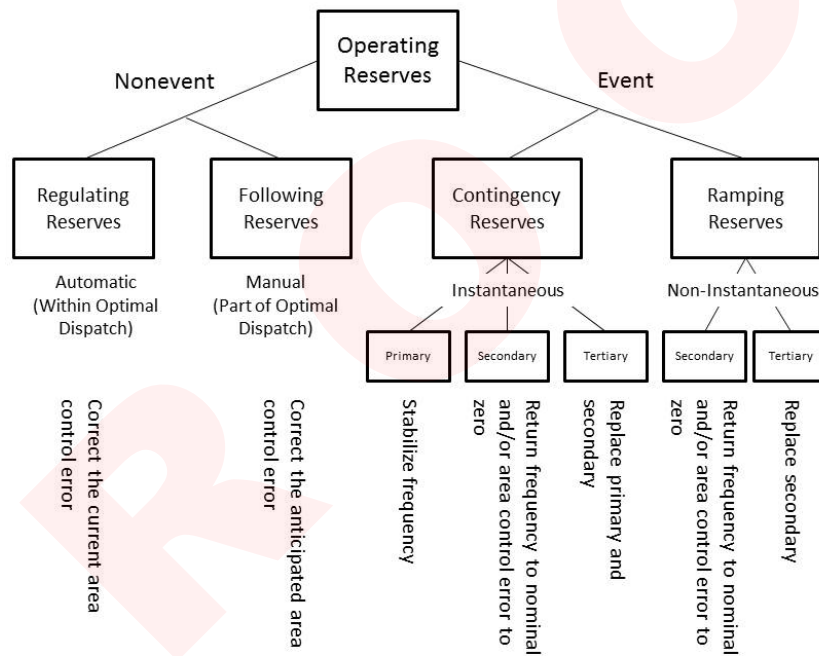 Operating
Reserves
Nonevent
Event
Regulating
Reserves
Following
Reserves
Contingency
Reserves
Ramping
Reserves
Automatic
(Within Optimal
Dispatch)
Manual
(Part of Optimal
Dispatch)
Instantaneous
Non-Instantaneous
Primary
Secondary
Tertiary
Secondary
Tertiary
Correct the current area
control error
Correct the anticipated area
control error
Stabilize frequency
Return frequency to nominal
and/or area control error to
zero
Replace primary and
secondary
Return frequency to nominal
and/or area control error to
zero
Replace secondary
R O O